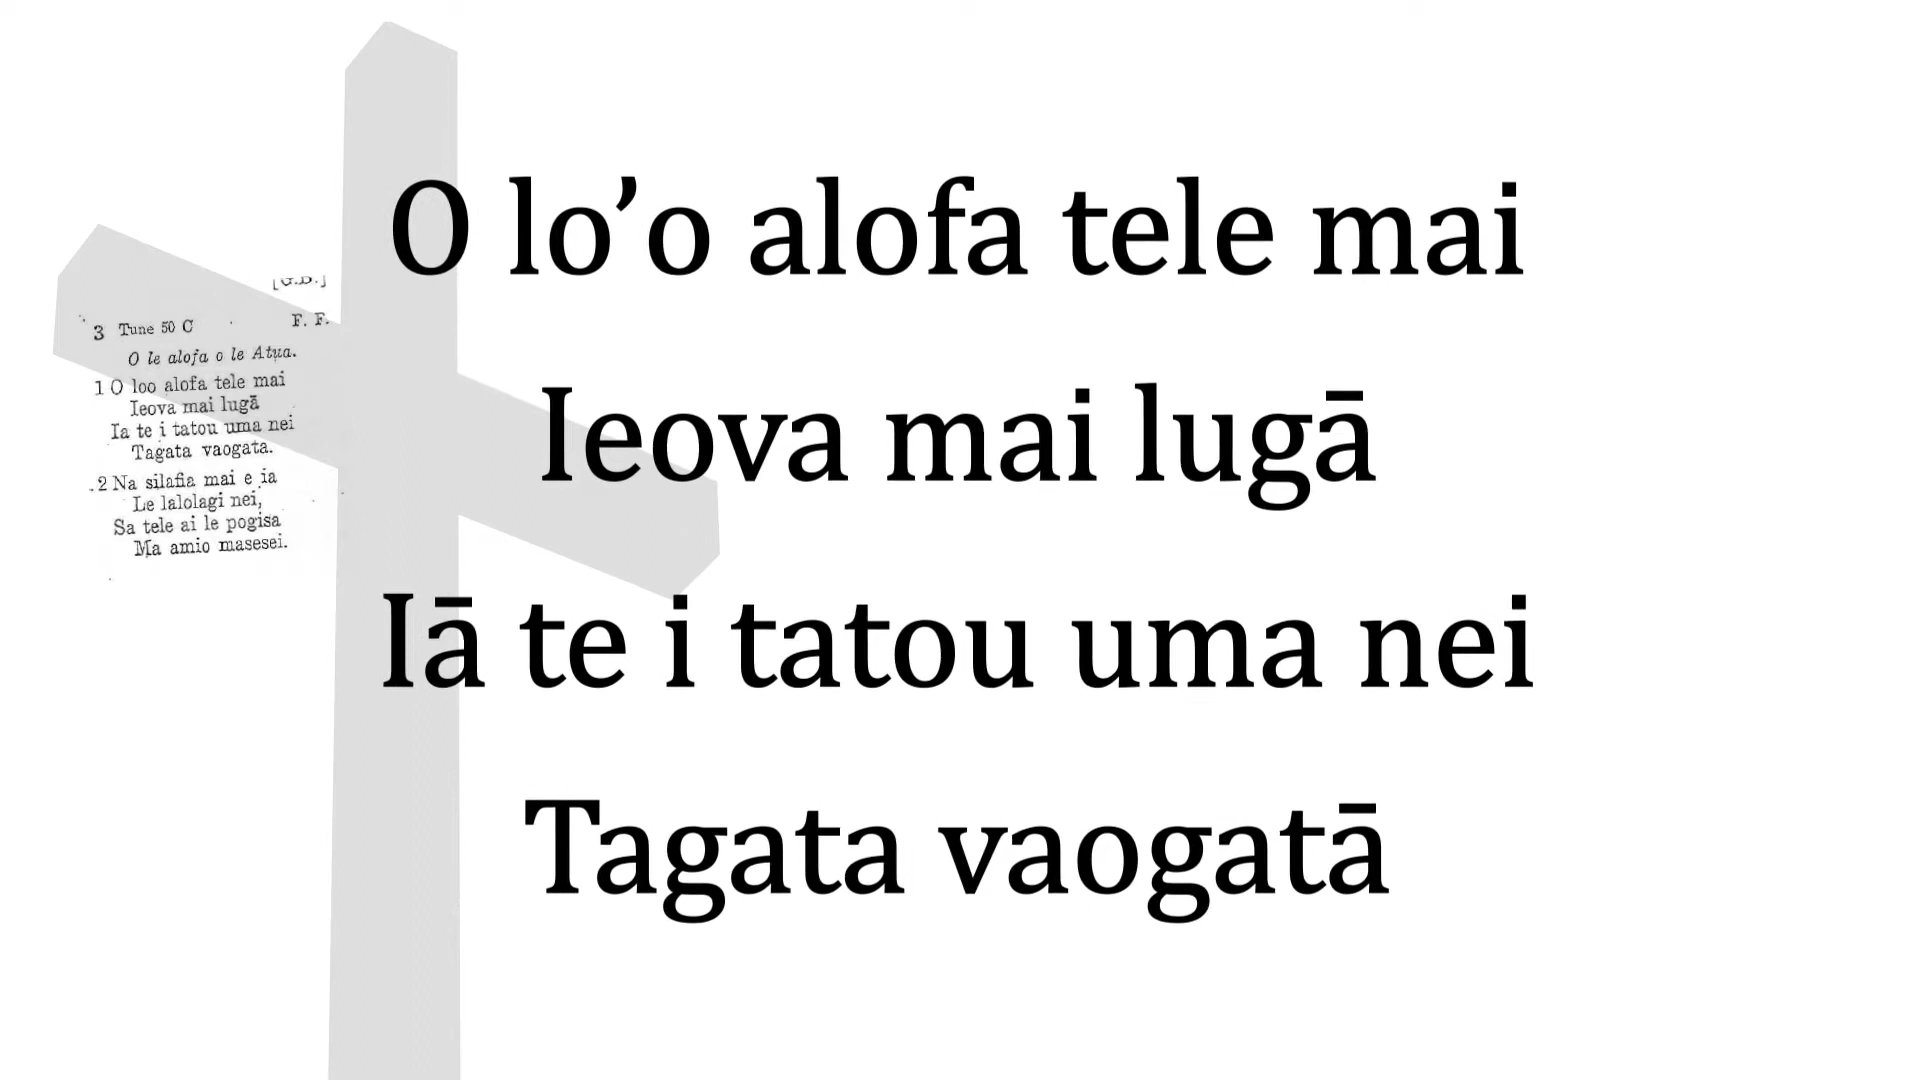 O lo’o alofa tele mai
Ieova mai lugā
Iā te i tatou uma nei
Tagata vaogatā
3 Tune 50 C F. F.
O le alofa o le Atua.
1 O loo alofa tele mai
Ieova mai lugā
Ia te i tatou uma nei
Tagata vaogata.
2 Na silafia mai e ia
Le lalolagi nei,
Sa tele ai le pogisa
Ma amio masesei.